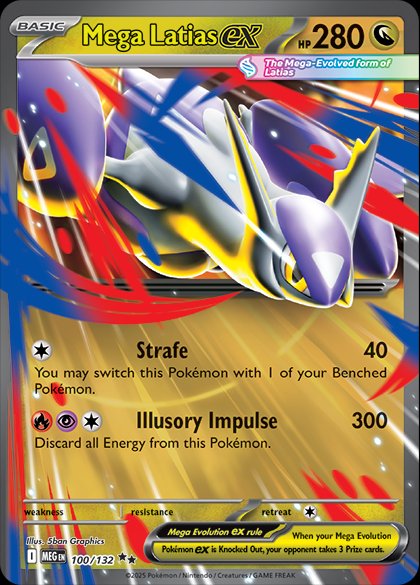 BASIC
Mega Latias ex HP 280
The Mega-Evolved form of
Latias
Strafe 40
You may switch this Pokémon with 1 of your Benched
Pokémon.
Illusory Impulse 300
Discard all Energy from this Pokémon.
weakness resistance retreat
Illus. 5ban Graphics
Mega Evolution ex rule When your Mega Evolution
Pokémon ex is Knocked Out, your opponent takes 3 Prize cards.
I MEG EN 100/132
©2025 Pokémon / Nintendo / Creatures / GAME FREAK